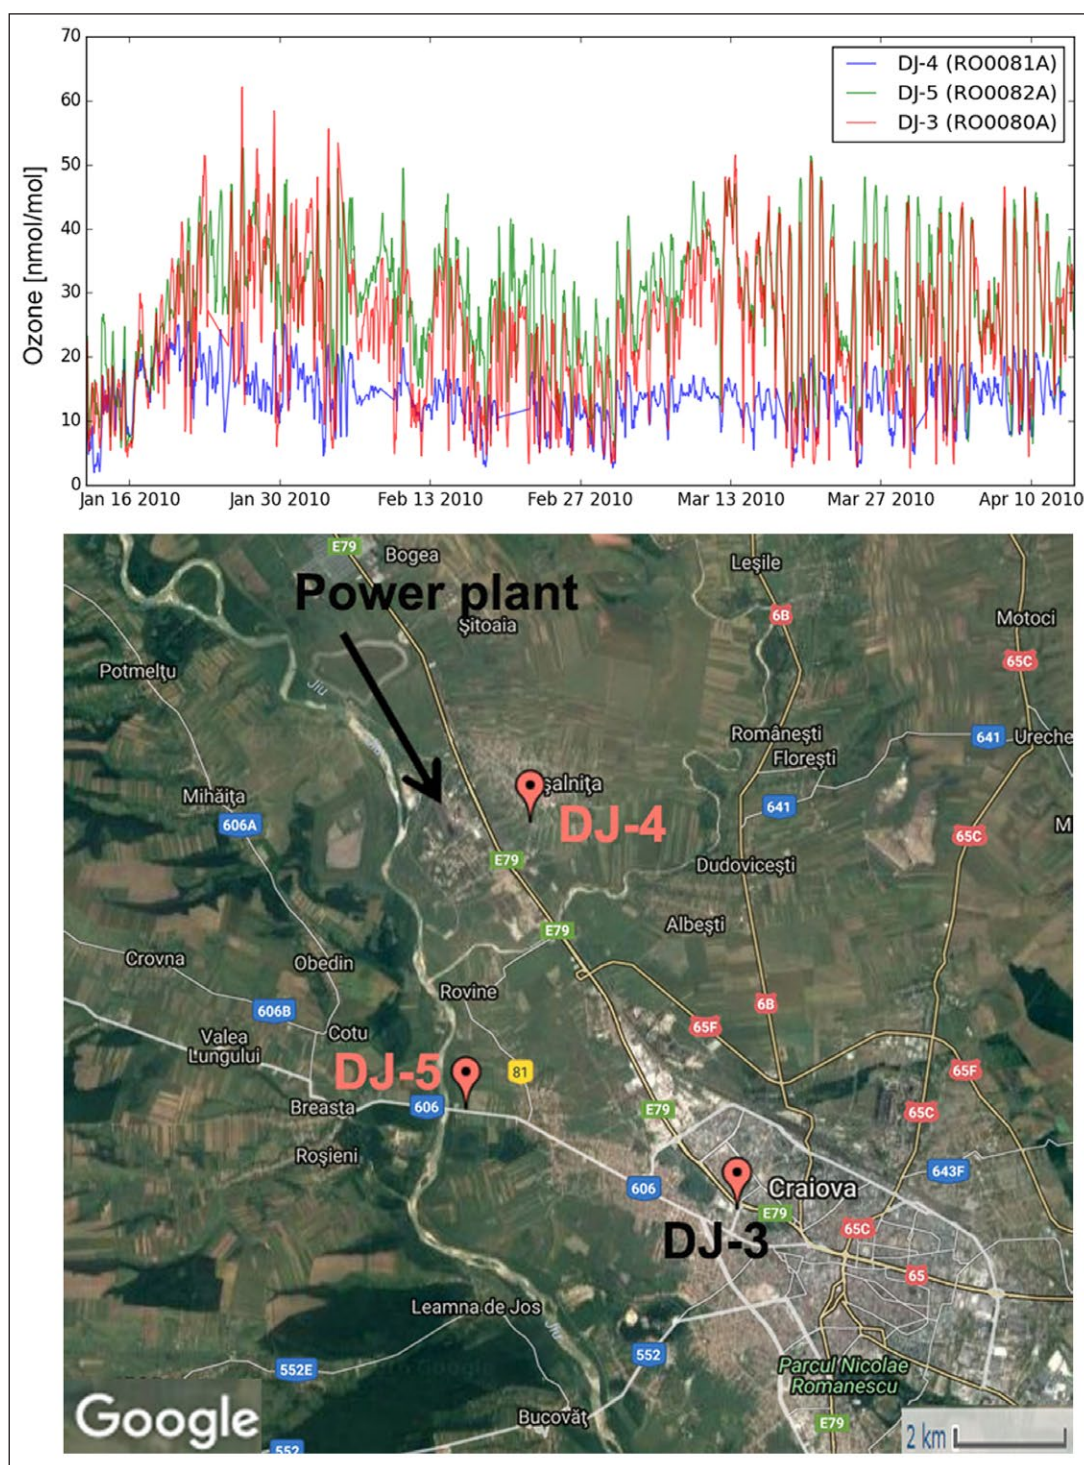 70
60
50
40
30
20
10
0
Ozone [nmol/mol]
DJ-4 (RO0081A)
DJ-5 (RO0082A)
DJ-3 (RO0080A)
Jan 16 2010
Jan 30 2010
Feb 13 2010
Feb 27 2010
Mar 13 2010
Mar 27 2010
Apr 10 2010
E79
Bogea
Leşile
Power plant
6B
Şitoaia
Motoci
65C
Potmelţu
Jiu
Româneşti
641
Ureche
Floreşti
şalniţa
Mihăiţa
641
606A
DJ-4
M
65C
E79
Dudoviceşti
Albeşti
E79
Crovna
Obedin
Rovine
606B
6B
Cotu
65F
Valea
Lungului
DJ-5
81
65F
Breasta
606
E79
65C
Roşieni
643F
606
Craiova
E79
DJ-3
65C
65
Leamna de Jos
Jiu
552
552E
Parcul Nicolae
Romanescu
Google
Bucovăţ
E79
2 km
552